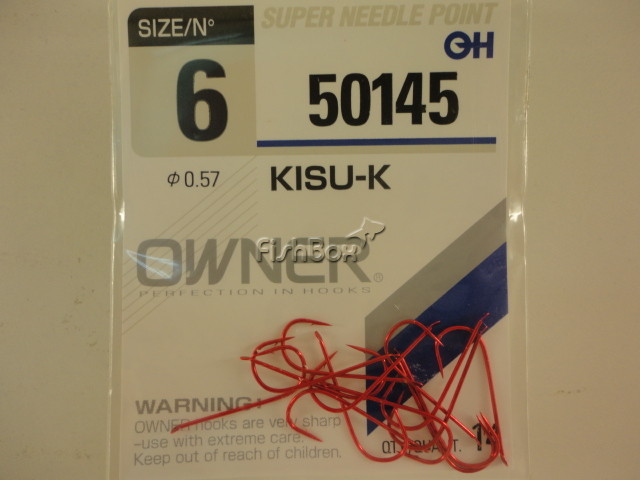 SIZE/N°
SUPER NEEDLE POINT
6
50145
φ 0.57
KISU-K
FishBox
OWNER®
PERFECTION IN HOOKS
WARNING:
OWNER hooks are very sharp
-use with extreme care.
Keep out of reach of children.